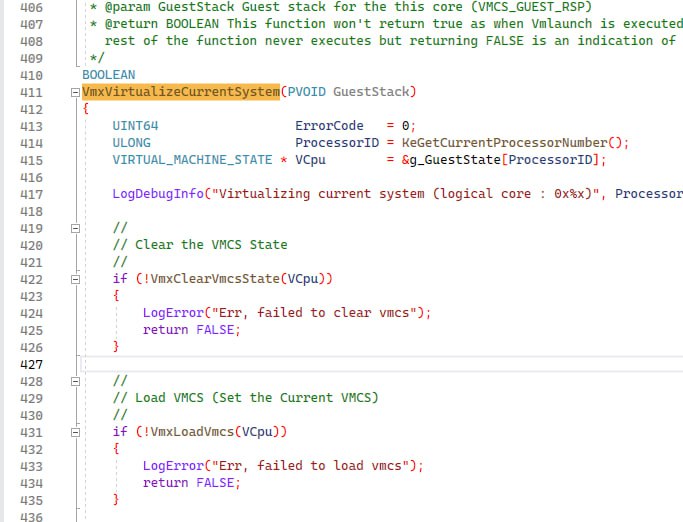 406 * @param GuestStack Guest stack for the this core (VMCS_GUEST_RSP)
407 * @return BOOLEAN This function won't return true as when Vmlaunch is executed
408 rest of the function never executes but returning FALSE is an indication of
409 */
410 BOOLEAN
411 VmxVirtualizeCurrentSystem(PVOID GuestStack)
412 {
413 UINT64 ErrorCode = 0;
414 ULONG ProcessorID = KeGetCurrentProcessorNumber();
415 VIRTUAL_MACHINE_STATE * VCpu = &g_GuestState[ProcessorID];
416
417 LogDebugInfo("Virtualizing current system (logical core : 0x%x)", Processor
418
419 //
420 // Clear the VMCS State
421 //
422 if (!VmxClearVmcsState(VCpu))
423 {
424 LogError("Err, failed to clear vmcs");
425 return FALSE;
426 }
427
428 //
429 // Load VMCS (Set the Current VMCS)
430 //
431 if (!VmxLoadVmcs(VCpu))
432 {
433 LogError("Err, failed to load vmcs");
434 return FALSE;
435 }
436